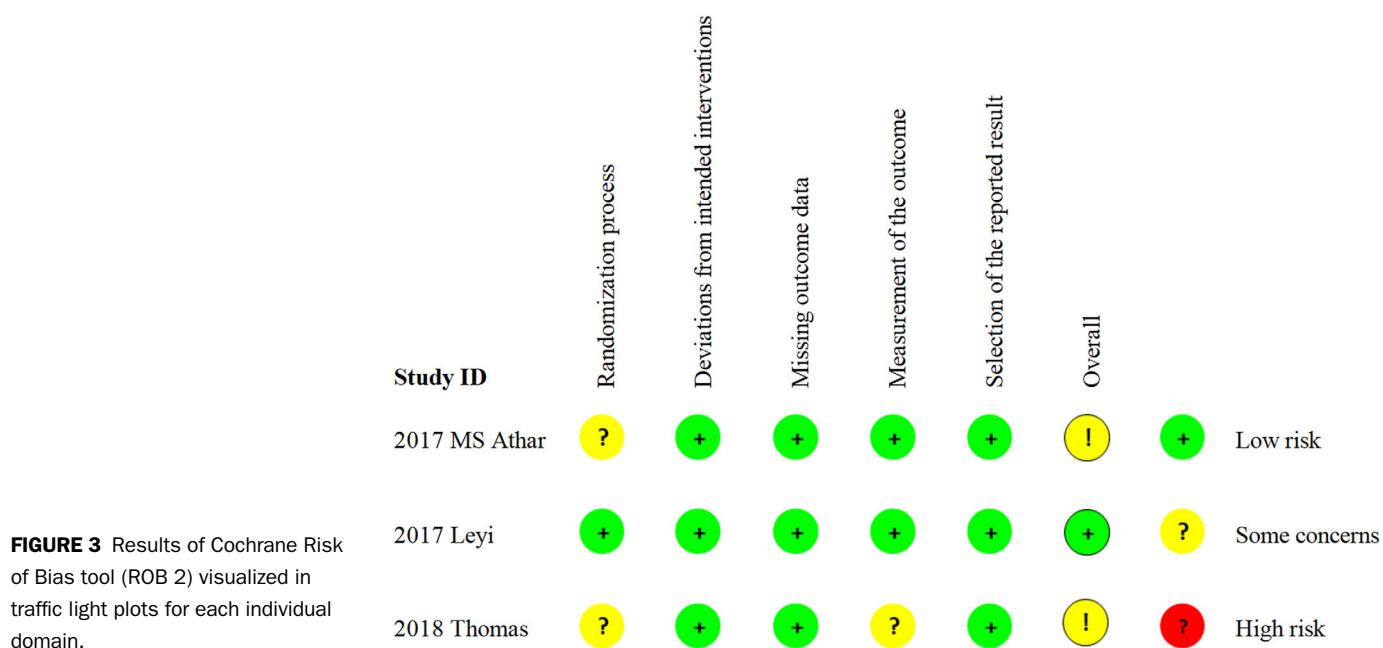 Randomization process
Deviations from intended interventions
Missing outcome data
Measurement of the outcome
Selection of the reported result
Overall
Study ID
2017 MS Athar ? + + + + ! + Low risk
2017 Leyi + + + + + + ? Some concerns
2018 Thomas ? + + ? + ! ? High risk
FIGURE 3 Results of Cochrane Risk
of Bias tool (ROB 2) visualized in
traffic light plots for each individual
domain.